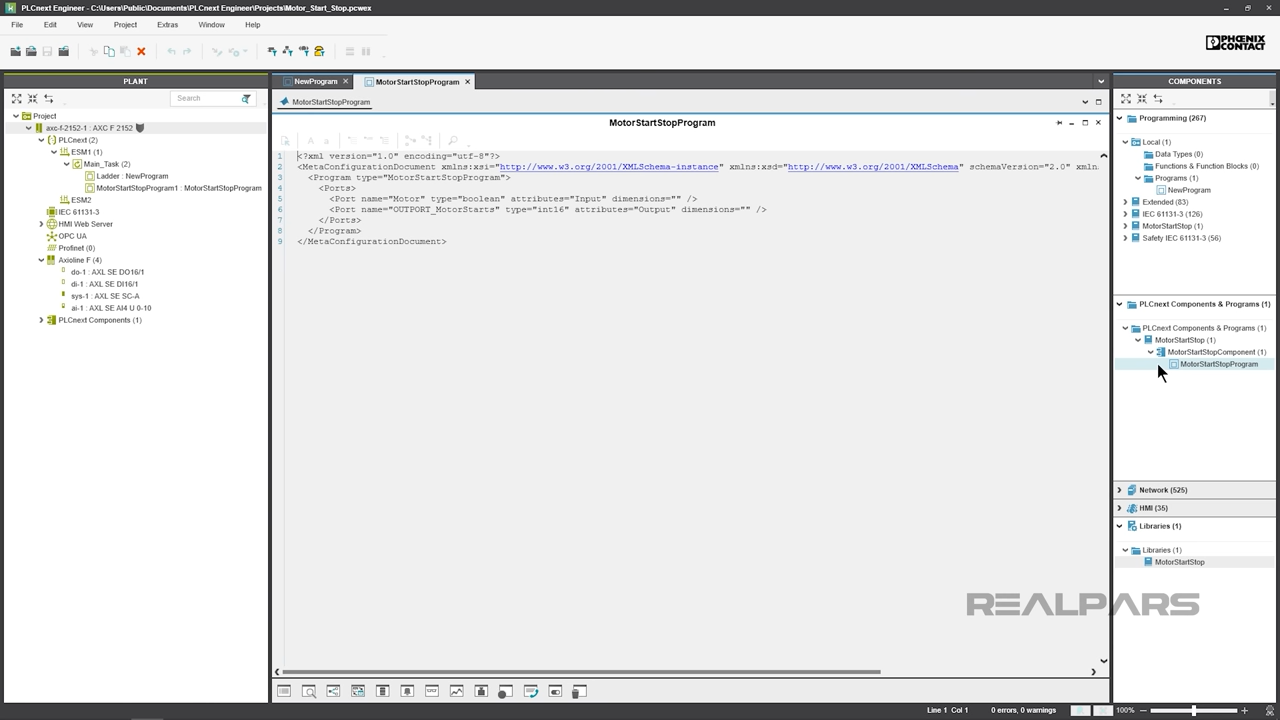 PLCnext Engineer - C:\Users\Public\Documents\PLCnext Engineer\Projects\Motor_Start_Stop.pcwex
File Edit View Project Extras Window Help
PHOENIX CONTACT
PLANT
Search
Project
axc-f-2152-1 : AXC F 2152
PLCnext (2)
ESM1 (1)
Main_Task (2)
Ladder : NewProgram
MotorStartStopProgram1 : MotorStartStopProgram
ESM2
IEC 61131-3
HMI Web Server
OPC UA
Profinet (0)
Axioline F (4)
do-1 : AXL SE DO16/1
di-1 : AXL SE DI16/1
sys-1 : AXL SE SC-A
ai-1 : AXL SE AI4 U 0-10
PLCnext Components (1)
NewProgram MotorStartStopProgram
MotorStartStopProgram
MotorStartStopProgram
1 <?xml version="1.0" encoding="utf-8"?>
2 <MetaConfigurationDocument xmlns:xsi="http://www.w3.org/2001/XMLSchema-instance" xmlns:xsd="http://www.w3.org/2001/XMLSchema" schemaVersion="2.0" xmln
3 <Program type="MotorStartStopProgram">
4 <Ports>
5 <Port name="Motor" type="boolean" attributes="Input" dimensions="" />
6 <Port name="OUTPORT_MotorStarts" type="int16" attributes="Output" dimensions="" />
7 </Ports>
8 </Program>
9 </MetaConfigurationDocument>
COMPONENTS
Programming (267)
Local (1)
Data Types (0)
Functions & Function Blocks (0)
Programs (1)
NewProgram
Extended (83)
IEC 61131-3 (126)
MotorStartStop (1)
Safety IEC 61131-3 (56)
PLCnext Components & Programs (1)
PLCnext Components & Programs (1)
MotorStartStop (1)
MotorStartStopComponent (1)
MotorStartStopProgram
Network (525)
HMI (35)
Libraries (1)
Libraries (1)
MotorStartStop
REALPARS
Line 1 Col 1 0 errors, 0 warnings 100%